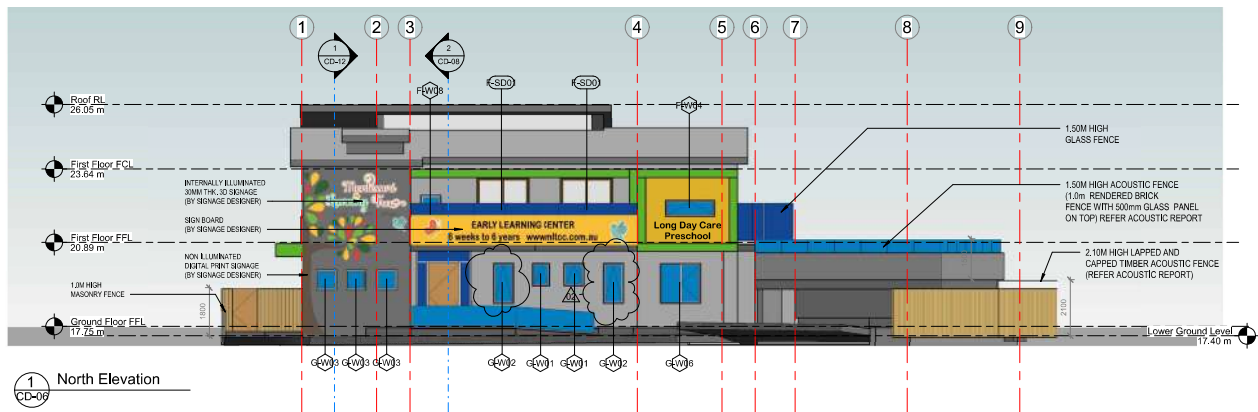 1
2
3
4
5
6
7
8
9
1
CD-12
2
CD-08
F-W08
F-SD01
F-SD01
F-W04
Roof RL
26.05 m
First Floor FCL
23.64 m
First Floor FFL
20.89 m
Ground Floor FFL
17.75 m
Lower Ground Level
17.40 m
INTERNALLY ILLUMINATED
30MM THK. 3D SIGNAGE
(BY SIGNAGE DESIGNER)
SIGN BOARD
(BY SIGNAGE DESIGNER)
NON ILLUMINATED
DIGITAL PRINT SIGNAGE
(BY SIGNAGE DESIGNER)
1.0M HIGH
MASONRY FENCE
1800
EARLY LEARNING CENTER
6 weeks to 6 years www.mltcc.com.au
Long Day Care
Preschool
02
1.50M HIGH
GLASS FENCE
1.50M HIGH ACOUSTIC FENCE
(1.0m RENDERED BRICK
FENCE WITH 500mm GLASS PANEL
ON TOP) REFER ACOUSTIC REPORT
2.10M HIGH LAPPED AND
CAPPED TIMBER ACOUSTIC FENCE
(REFER ACOUSTIC REPORT)
2100
G-W03
G-W03
G-W03
G-W02
G-W01
G-W01
G-W02
G-W06
1
CD-06
North Elevation